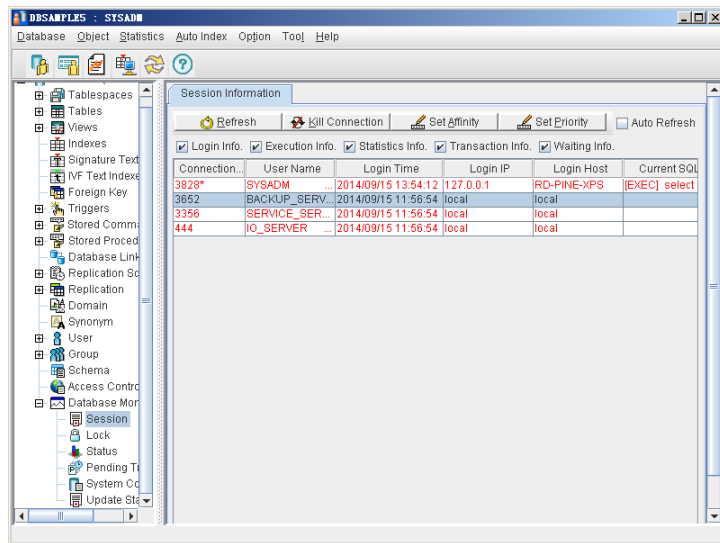 DBSAMPLE5 : SYSADM
Database Object Statistics Auto Index Option Tool Help
Tablespaces
Tables
Views
Indexes
Signature Text
IVF Text Indexe
Foreign Key
Triggers
Stored Comm
Stored Proced
Database Link
Replication Sc
Replication
Domain
Synonym
User
Group
Schema
Access Contro
Database Mor
Session
Lock
Status
Pending Tr
System Co
Update Sta
Session Information
Refresh Kill Connection Set Affinity Set Priority Auto Refresh
Login Info. Execution Info. Statistics Info. Transaction Info. Waiting Info.
Connection... User Name Login Time Login IP Login Host Current SQL
3828* SYSADM ... 2014/09/15 13:54:12 127.0.0.1 RD-PINE-XPS [EXEC] select
3652 BACKUP_SERV... 2014/09/15 11:56:54 local local
3356 SERVICE_SER... 2014/09/15 11:56:54 local local
444 IO_SERVER ... 2014/09/15 11:56:54 local local